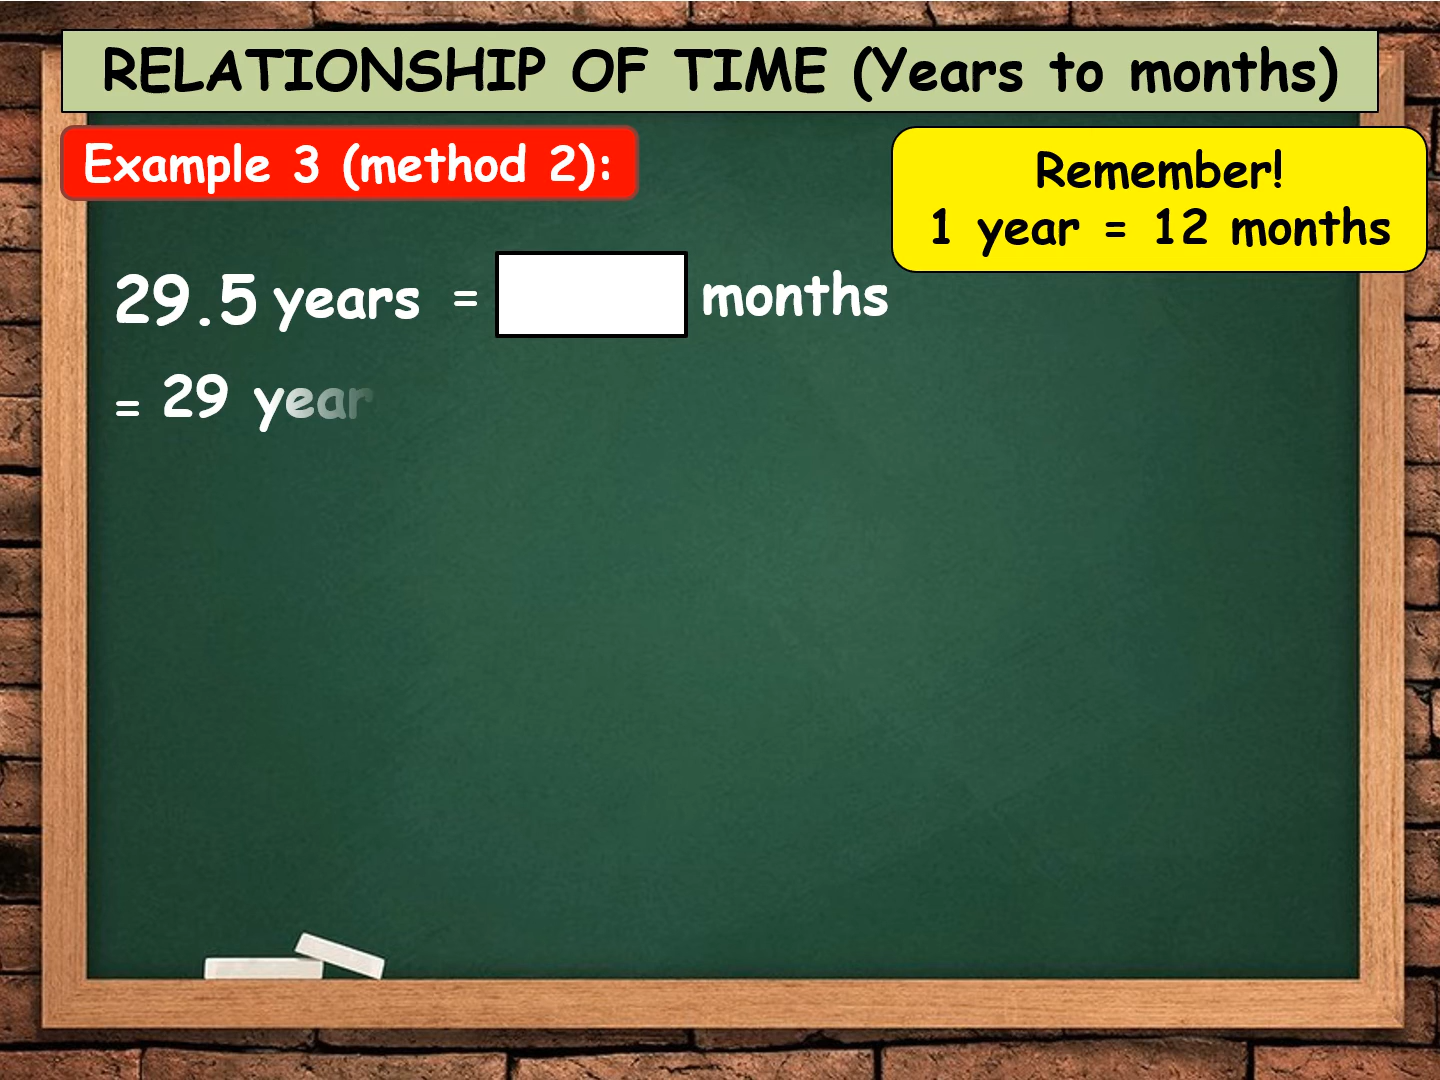 RELATIONSHIP OF TIME (Years to months)
Example 3 (method 2):
Remember!
1 year = 12 months
29.5 years = months
= 29 year